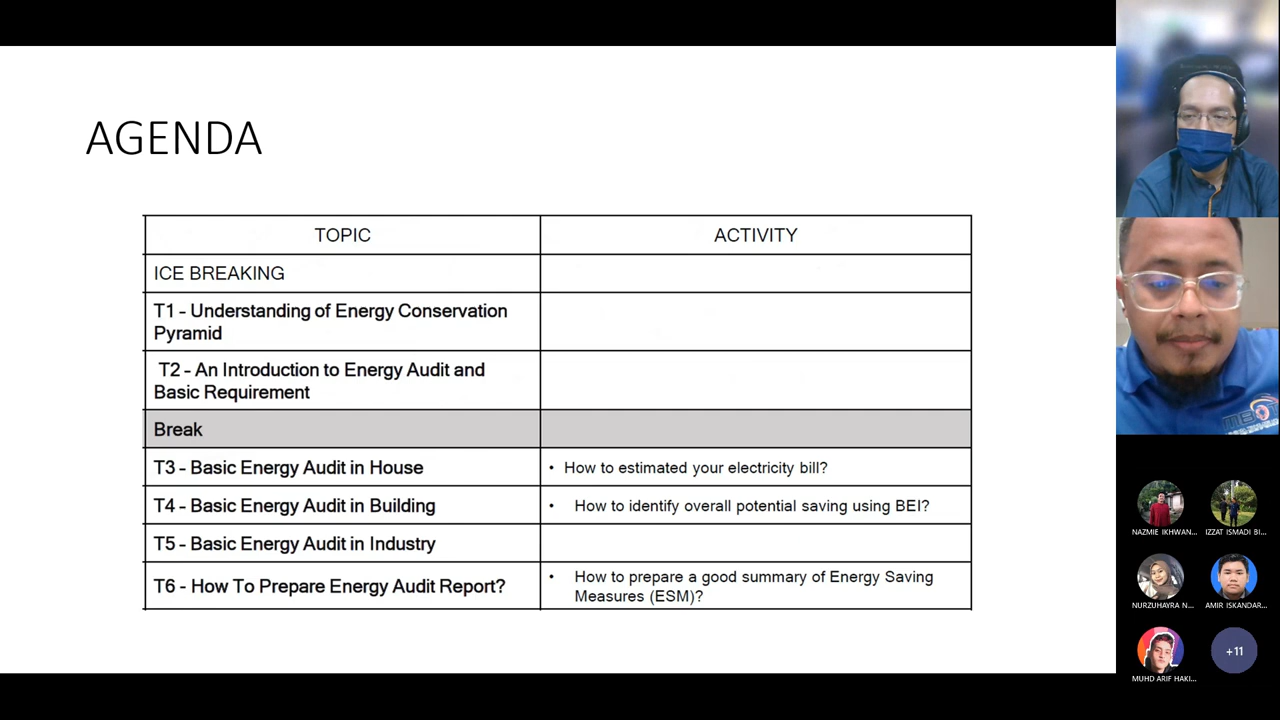 AGENDA
TOPIC
ACTIVITY
ICE BREAKING
T1 - Understanding of Energy Conservation
Pyramid
T2 - An Introduction to Energy Audit and
Basic Requirement
Break
T3 - Basic Energy Audit in House
• How to estimated your electricity bill?
T4 - Basic Energy Audit in Building
• How to identify overall potential saving using BEI?
T5 - Basic Energy Audit in Industry
T6 - How To Prepare Energy Audit Report?
• How to prepare a good summary of Energy Saving
Measures (ESM)?
NAZMIE IKHWAN...
IZZAT ISMADI BI...
NURZUHAYRA N...
AMIR ISKANDAR...
MUHD ARIF HAKI...
+11